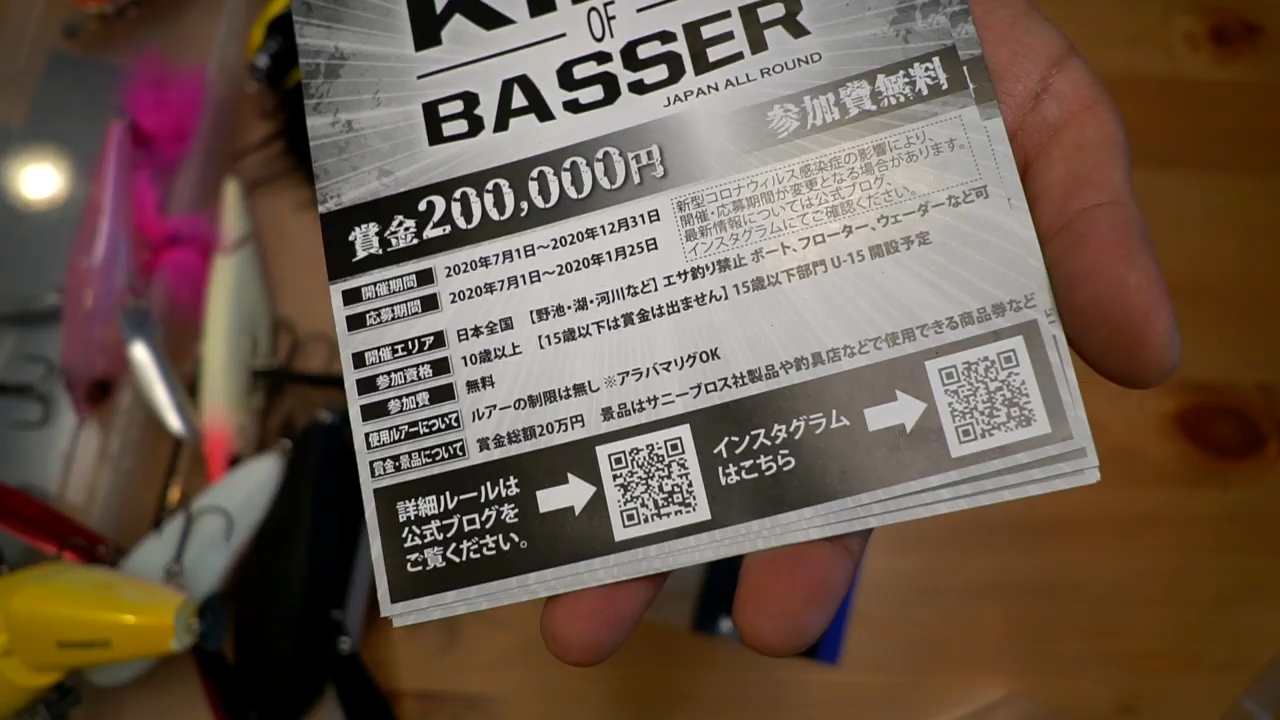 OF
BASSER
JAPAN ALL ROUND
参加費無料
賞金200,000円
新型コロナウィルス感染症の影響により、
開催・応募期間が変更となる場合があります。
最新情報については公式ブログ、
インスタグラムにてご確認ください。
開催期間 2020年7月1日〜2020年12月31日
応募期間 2020年7月1日〜2020年1月25日
開催エリア 日本全国 【野池・湖・河川など】エサ釣り禁止 ボート、フローター、ウェーダーなど可
参加資格 10歳以上 【15歳以下は賞金は出ません】15歳以下部門 U-15 開設予定
参加費 無料
使用ルアーについて ルアーの制限は無し ※アラバマリグOK
賞金・景品について 賞金総額20万円 景品はサニーブロス社製品や釣具店などで使用できる商品券など
詳細ルールは
公式ブログを
ご覧ください。
インスタグラム
はこちら